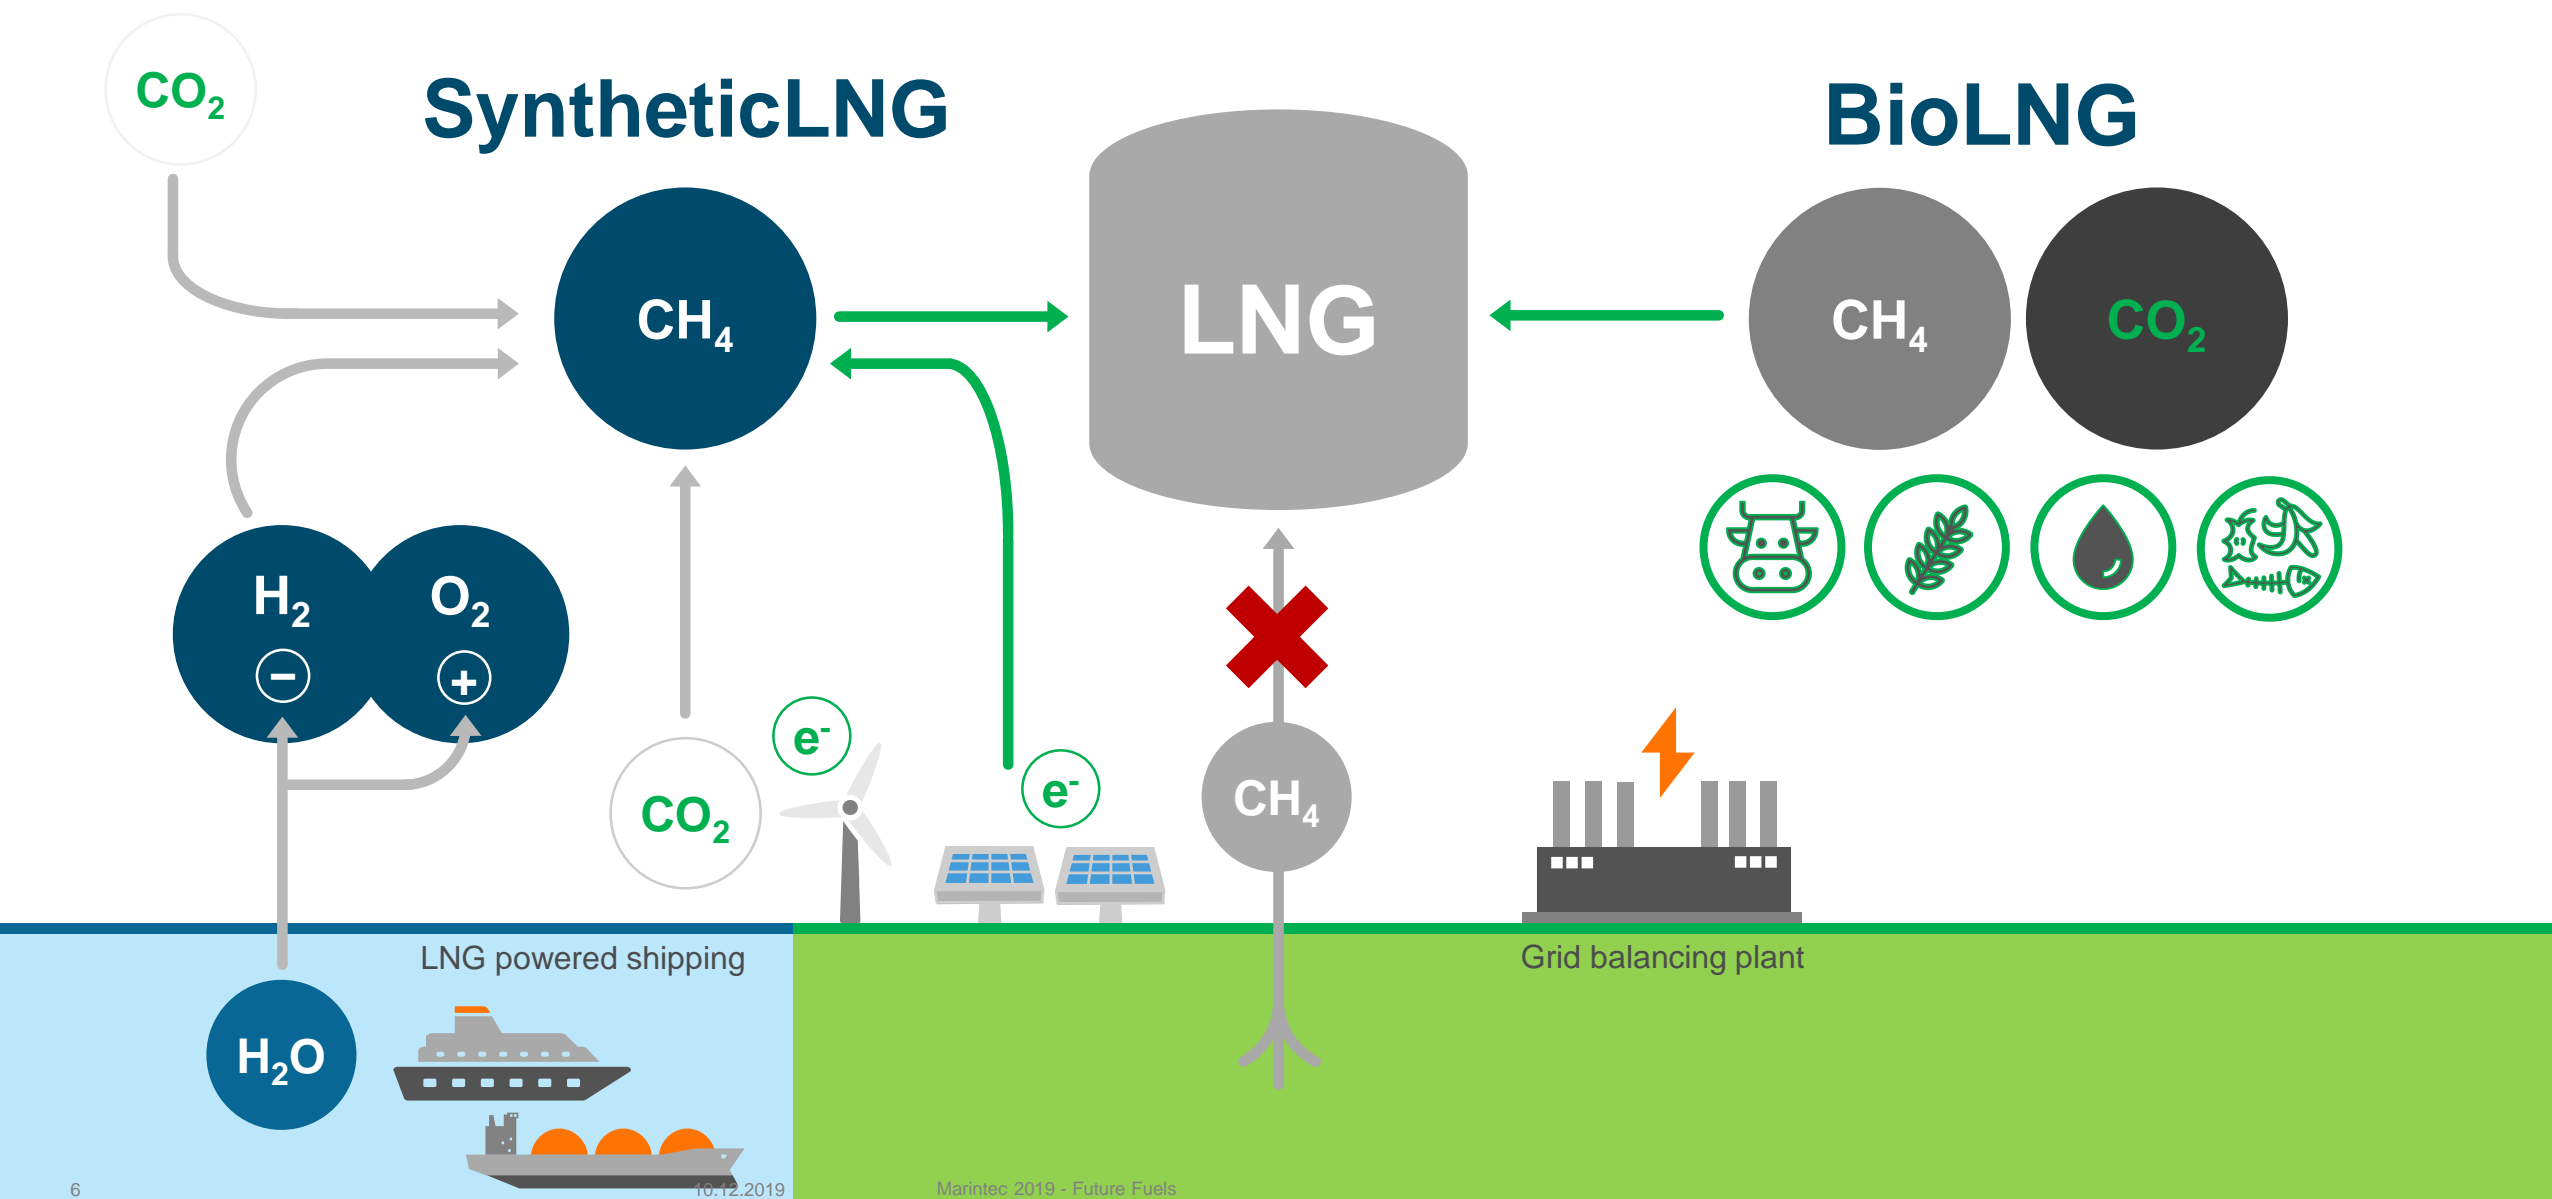 CO2
SyntheticLNG
BioLNG
CH4
LNG
CH4
CO2
H2
O2
−
+
e-
e-
CO2
CH4
LNG powered shipping
Grid balancing plant
H2O
6
10.12.2019
Marintec 2019 - Future Fuels